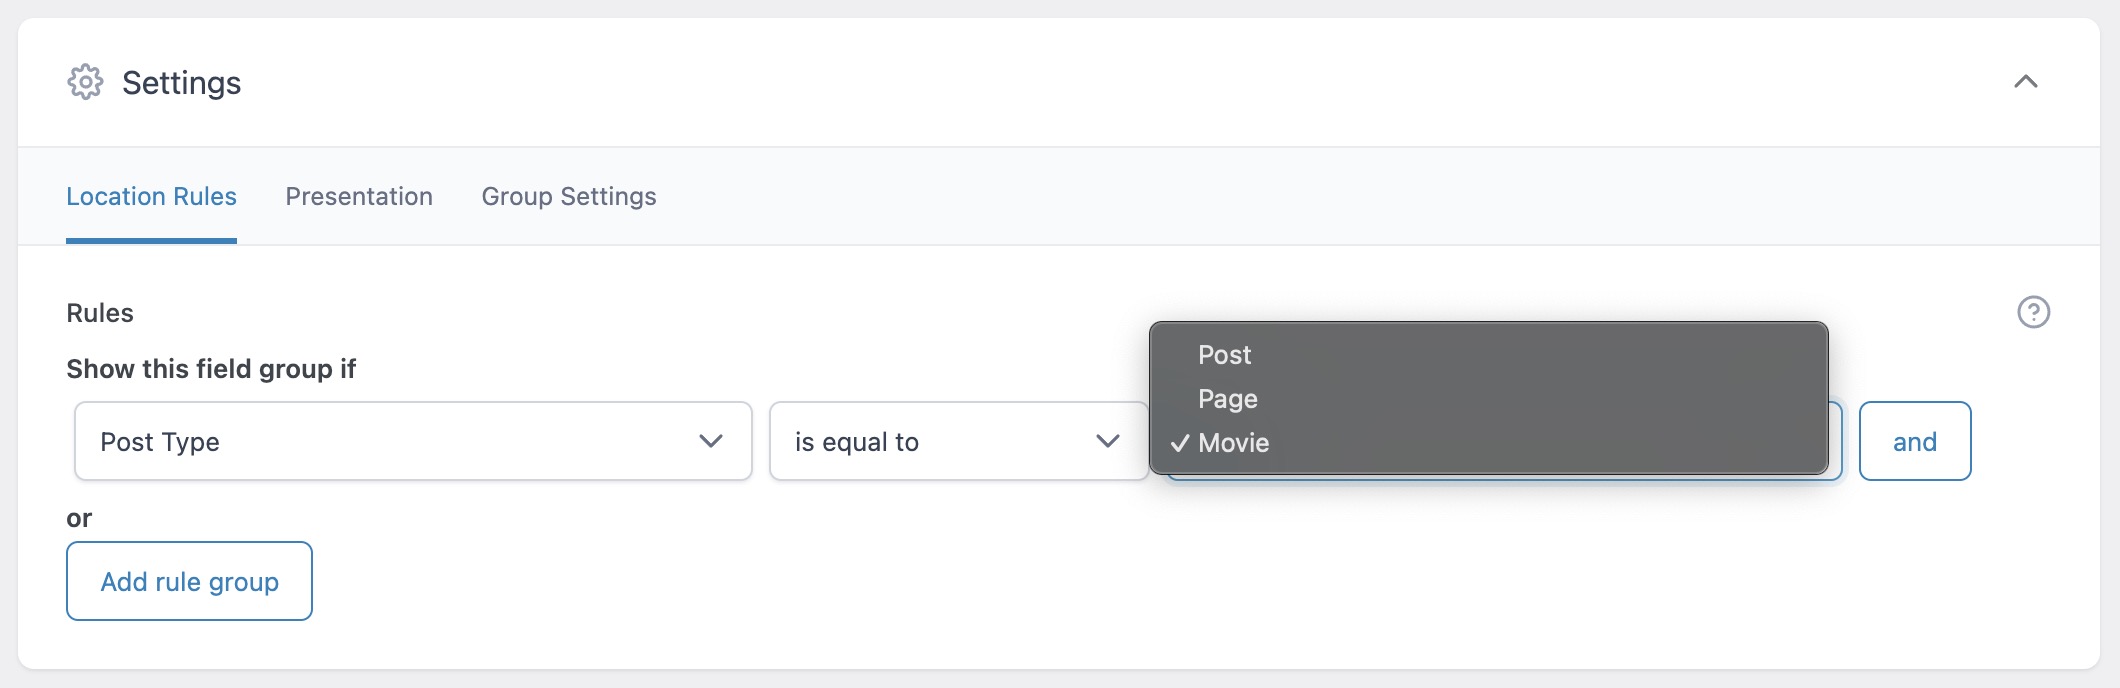 Settings
Location Rules Presentation Group Settings
Rules
Show this field group if
Post
Page
Movie
Post Type is equal to and
or
Add rule group